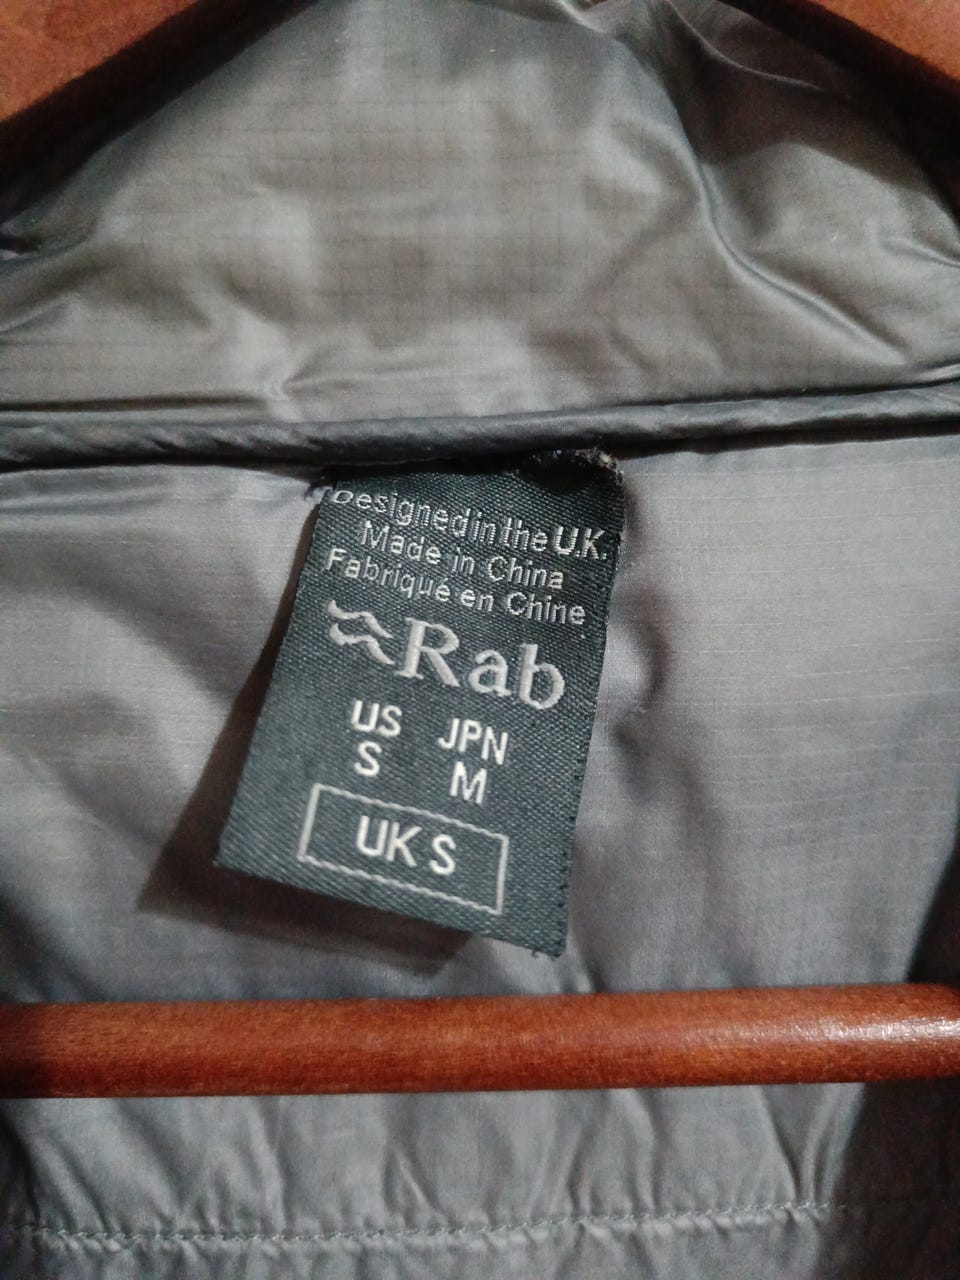 Designed in the U.K.
Made in China
Fabriqué en Chine
Rab
US JPN
S M
UK S